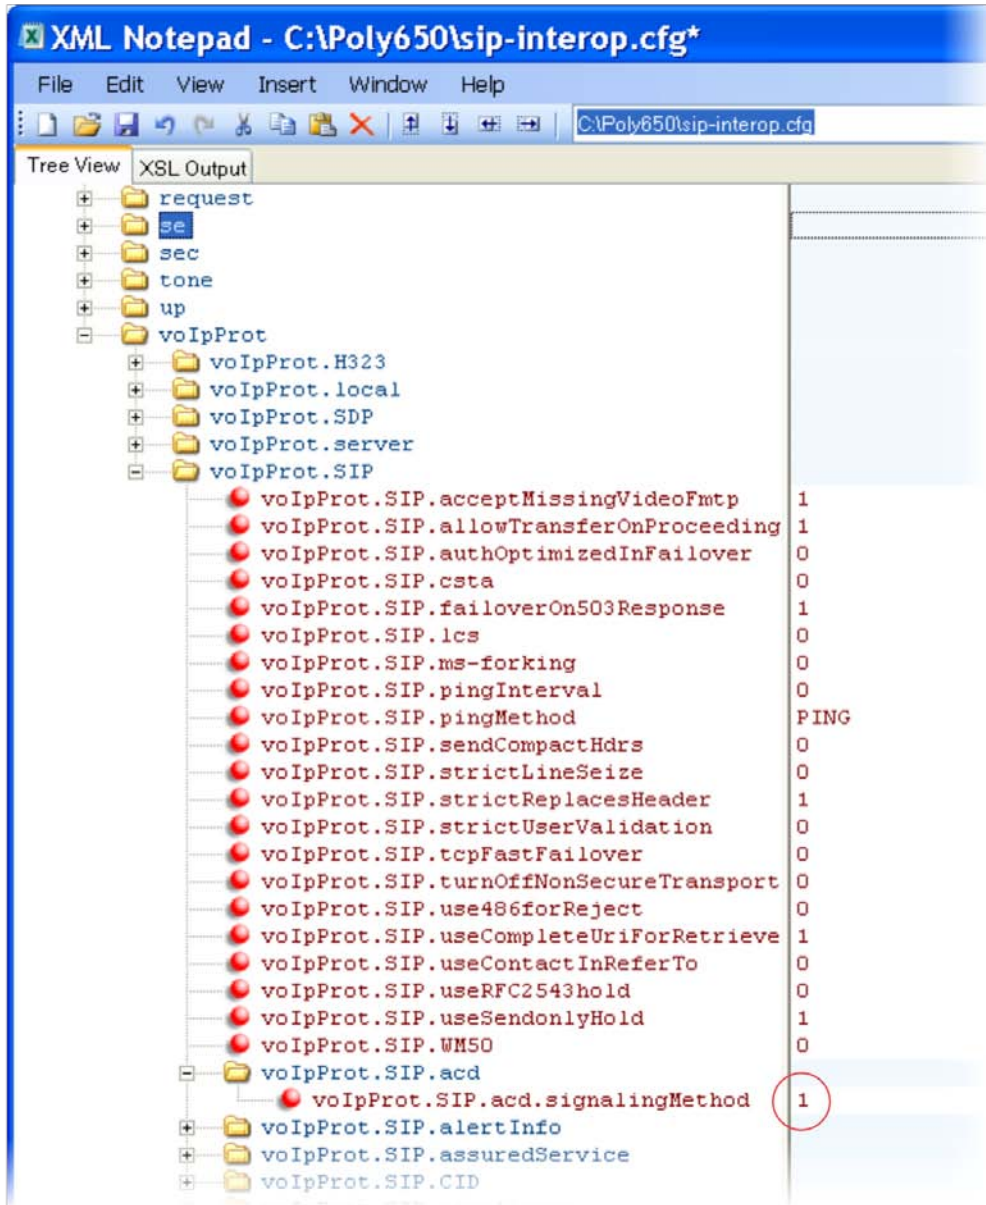 XML Notepad - C:\Poly650\sip-interop.cfg*
File Edit View Insert Window Help
C:\Poly650\sip-interop.cfg
Tree View XSL Output
request
se
sec
tone
up
voIpProt
voIpProt.H323
voIpProt.local
voIpProt.SDP
voIpProt.server
voIpProt.SIP
voIpProt.SIP.acceptMissingVideoFmtp 1
voIpProt.SIP.allowTransferOnProceeding 1
voIpProt.SIP.authOptimizedInFailover 0
voIpProt.SIP.csta 0
voIpProt.SIP.failoverOn503Response 1
voIpProt.SIP.lcs 0
voIpProt.SIP.ms-forking 0
voIpProt.SIP.pingInterval 0
voIpProt.SIP.pingMethod PING
voIpProt.SIP.sendCompactHdrs 0
voIpProt.SIP.strictLineSeize 0
voIpProt.SIP.strictReplacesHeader 1
voIpProt.SIP.strictUserValidation 0
voIpProt.SIP.tcpFastFailover 0
voIpProt.SIP.turnOffNonSecureTransport 0
voIpProt.SIP.use486forReject 0
voIpProt.SIP.useCompleteUriForRetrieve 1
voIpProt.SIP.useContactInReferTo 0
voIpProt.SIP.useRFC2543hold 0
voIpProt.SIP.useSendonlyHold 1
voIpProt.SIP.WM50 0
voIpProt.SIP.acd
voIpProt.SIP.acd.signalingMethod 1
voIpProt.SIP.alertInfo
voIpProt.SIP.assuredService
voIpProt.SIP.CID